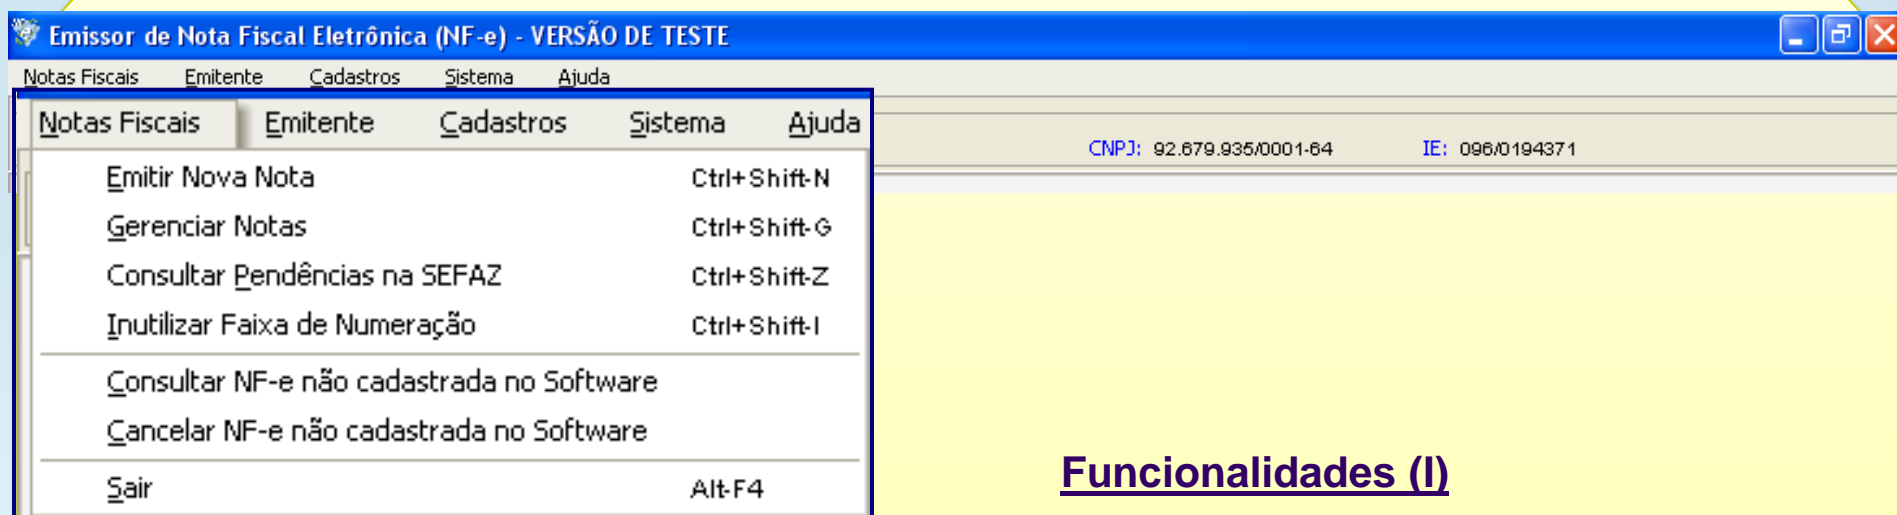 Emissor de Nota Fiscal Eletrônica (NF-e) - VERSÃO DE TESTE
Notas Fiscais Emitente Cadastros Sistema Ajuda
Notas Fiscais Emitente Cadastros Sistema Ajuda
CNPJ: 92.679.935/0001-64 IE: 096/0194371
Emitir Nova Nota Ctrl+Shift-N
Gerenciar Notas Ctrl+Shift-G
Consultar Pendências na SEFAZ Ctrl+Shift-Z
Inutilizar Faixa de Numeração Ctrl+Shift-I
Consultar NF-e não cadastrada no Software
Cancelar NF-e não cadastrada no Software
Sair Alt-F4
Funcionalidades (I)